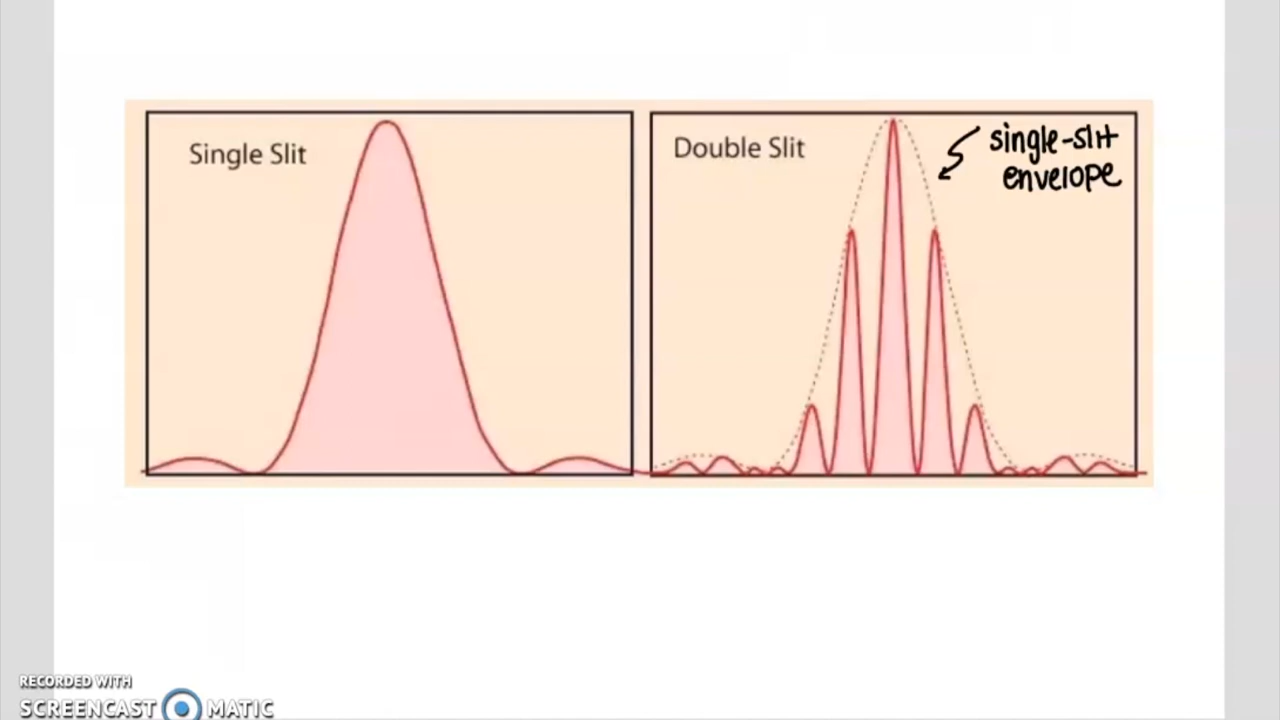 Single Slit
Double Slit
single-slit
envelope
RECORDED WITH
SCREENCAST MATIC